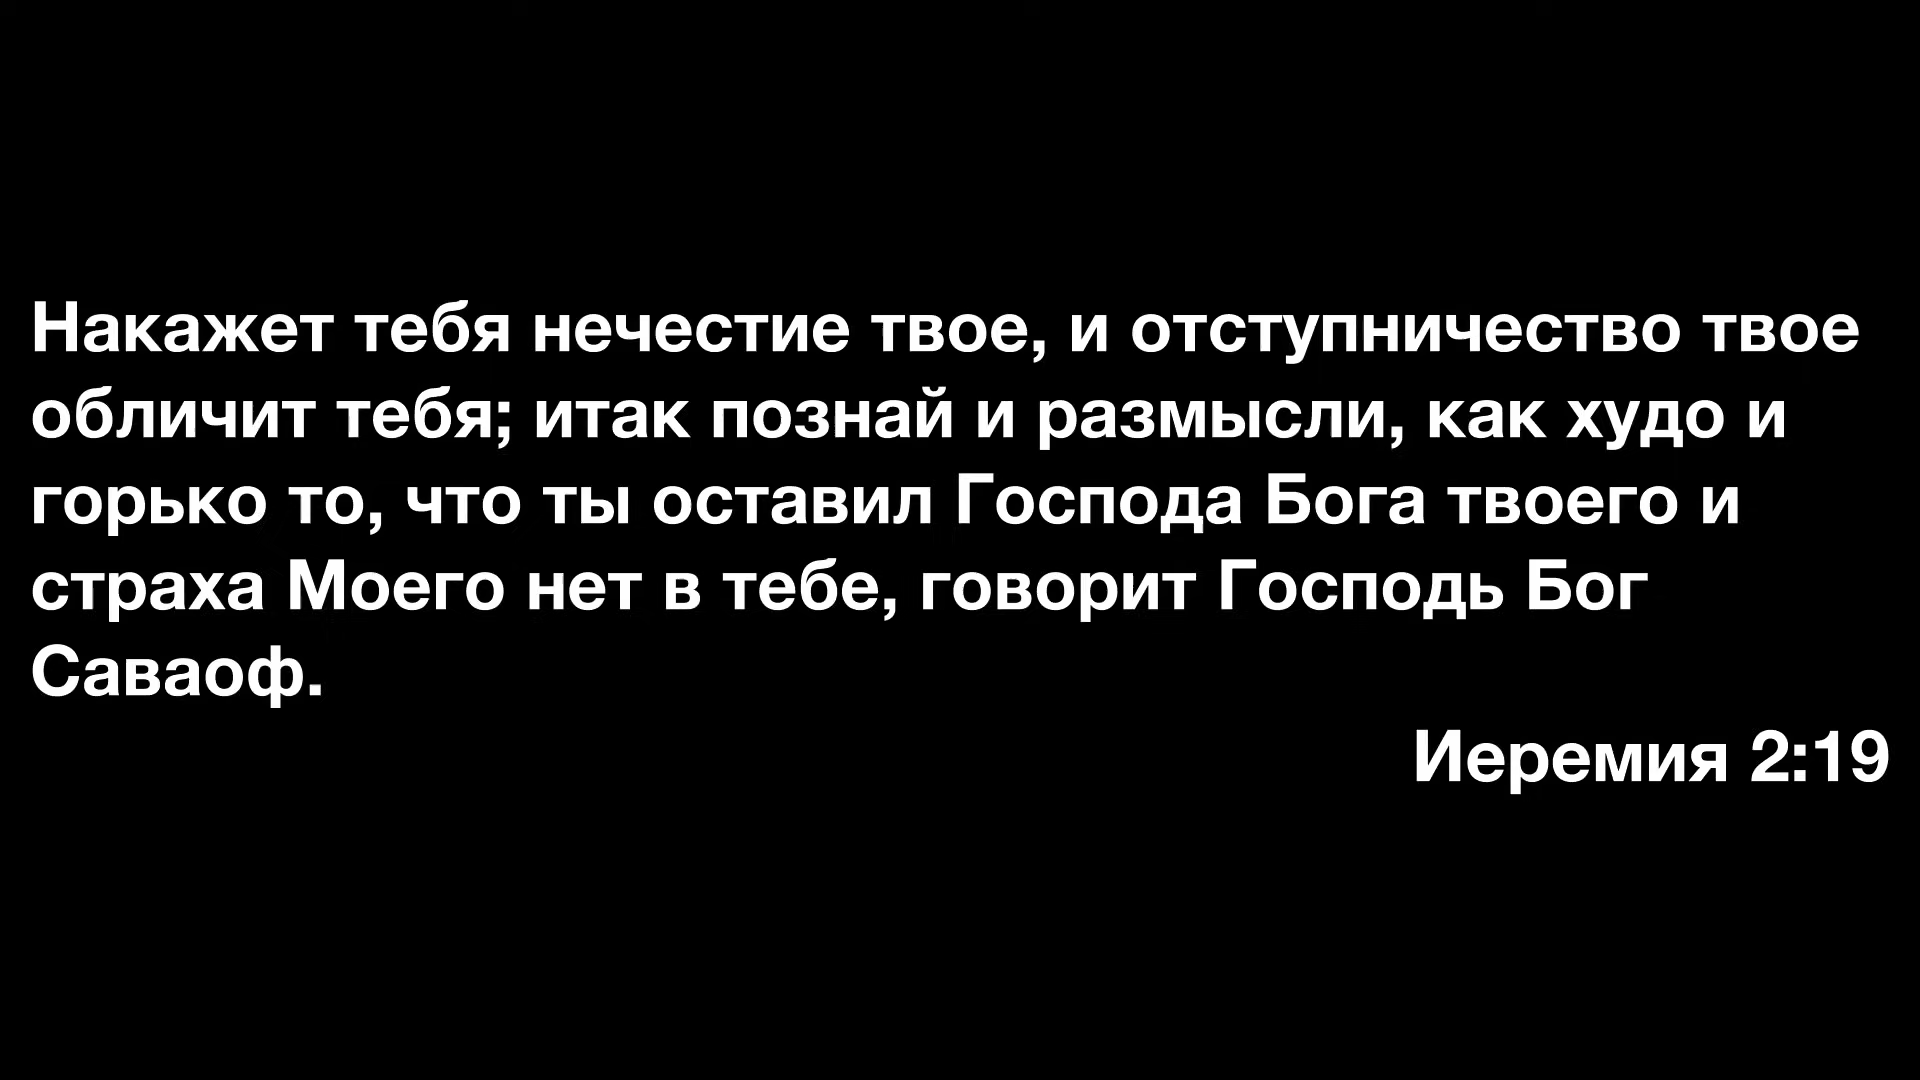 Накажет тебя нечестие твое, и отступничество твое
обличит тебя; итак познай и размысли, как худо и
горько то, что ты оставил Господа Бога твоего и
страха Моего нет в тебе, говорит Господь Бог
Саваоф.
Иеремия 2:19